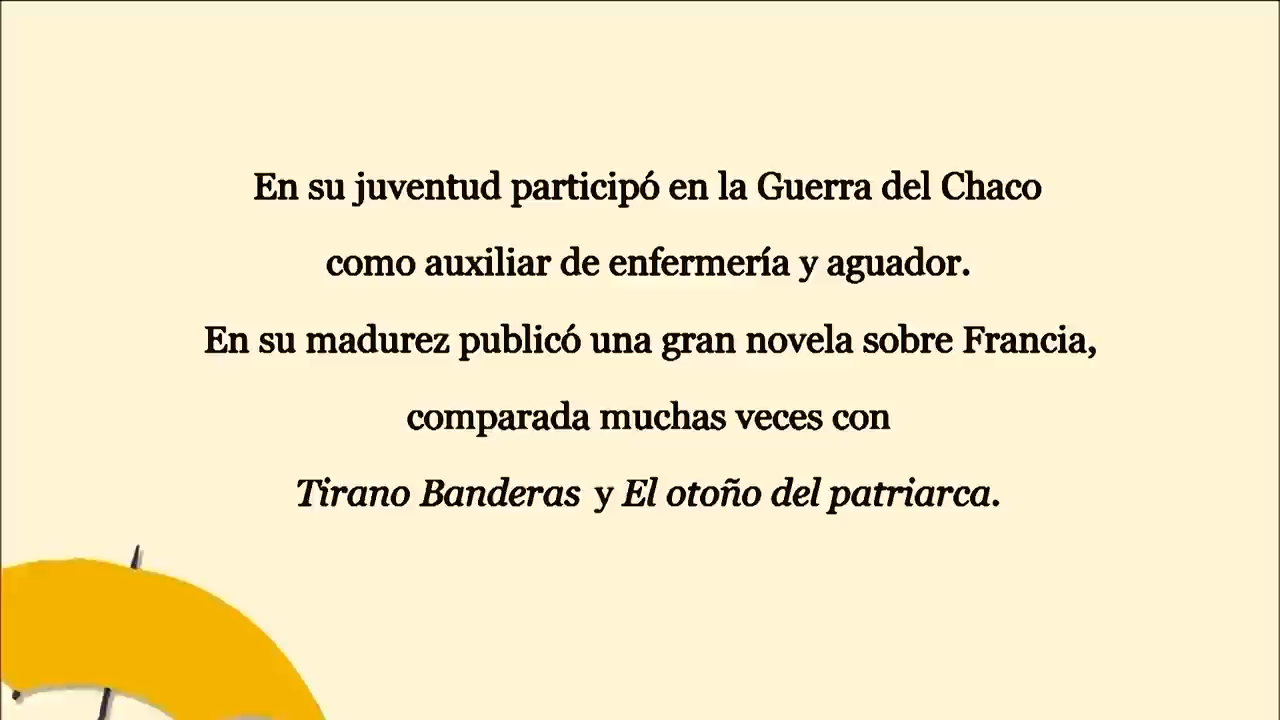 En su juventud participó en la Guerra del Chaco
como auxiliar de enfermería y aguador.
En su madurez publicó una gran novela sobre Francia,
comparada muchas veces con
Tirano Banderas y El otoño del patriarca.